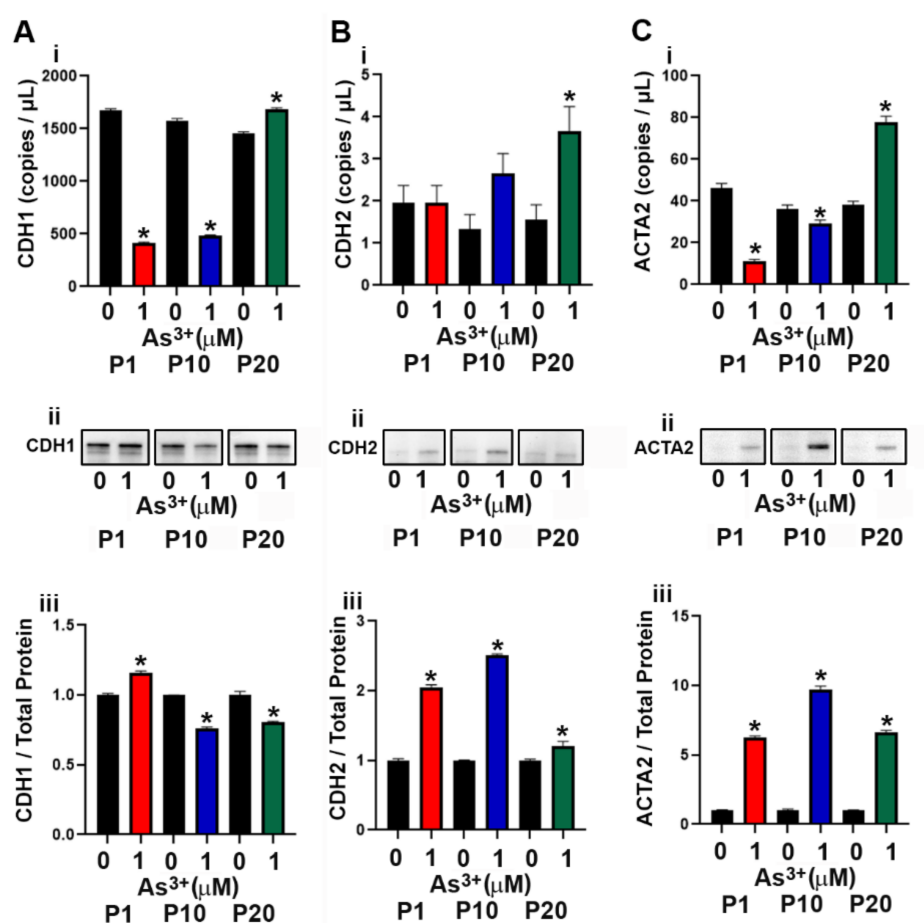 A
B
C
i
2000
1500
1000
500
0
CDH1 (copies / µL)
*
*
*
0 1 0 1 0 1
As3+(µM)
P1 P10 P20
i
5
4
3
2
1
0
CDH2 (copies / µL)
*
0 1 0 1 0 1
As3+(µM)
P1 P10 P20
i
100
80
60
40
20
0
ACTA2 (copies / µL)
*
*
*
0 1 0 1 0 1
As3+(µM)
P1 P10 P20
ii
CDH1
0 1 0 1 0 1
As3+(µM)
P1 P10 P20
ii
CDH2
0 1 0 1 0 1
As3+(µM)
P1 P10 P20
ii
ACTA2
0 1 0 1 0 1
As3+(µM)
P1 P10 P20
iii
1.5
1.0
0.5
0.0
CDH1 / Total Protein
*
*
*
0 1 0 1 0 1
As3+(µM)
P1 P10 P20
iii
3
2
1
0
CDH2 / Total Protein
*
*
*
0 1 0 1 0 1
As3+(µM)
P1 P10 P20
iii
15
10
5
0
ACTA2 / Total Protein
*
*
*
0 1 0 1 0 1
As3+(µM)
P1 P10 P20